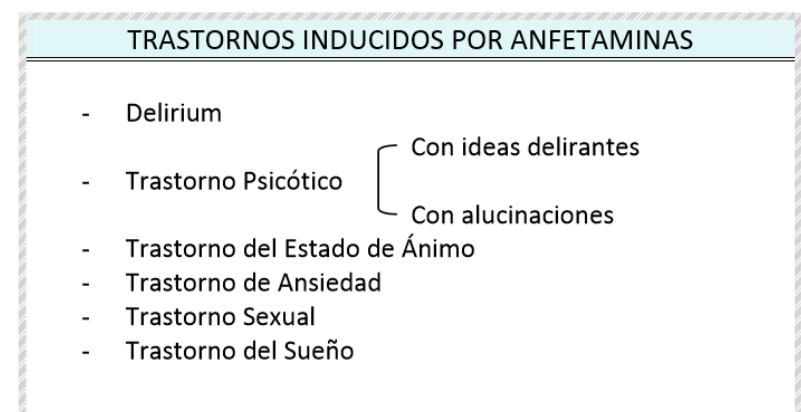 TRASTORNOS INDUCIDOS POR ANFETAMINAS
- Delirium
Con ideas delirantes
- Trastorno Psicótico
Con alucinaciones
- Trastorno del Estado de Ánimo
- Trastorno de Ansiedad
- Trastorno Sexual
- Trastorno del Sueño